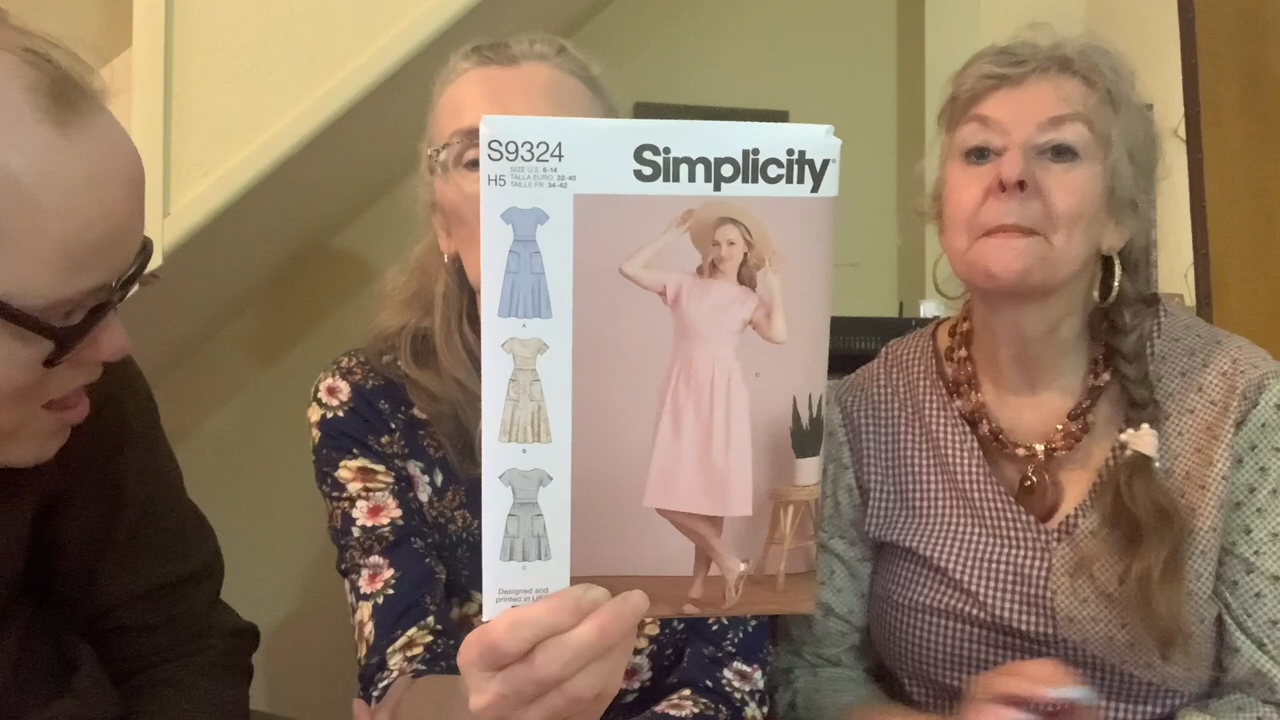 S9324
Simplicity®
H5
SIZE U.S. 6-14
TALLA EURO. 32-40
TAILLE FR. 34-42
A
B
C
C
Designed and
printed in